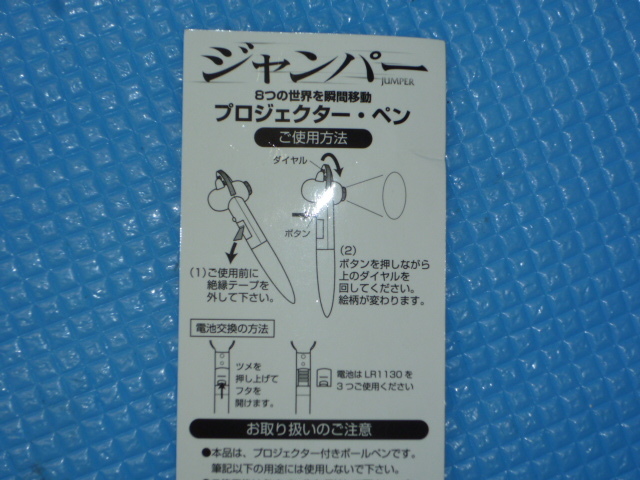 ジャンパー
JUMPER
8つの世界を瞬間移動
プロジェクター・ペン
ご使用方法
ダイヤル
ボタン
(1)ご使用前に
絶縁テープを
外して下さい。
(2)
ボタンを押しながら
上のダイヤルを
回してください。
絵柄が変わります。
電池交換の方法
ツメを
押し上げて
フタを
開けます。
電池はLR1130を
3つご使用ください
お取り扱いのご注意
●本品は、プロジェクター付きボールペンです。
筆記以下の用途には使用しないで下さい。